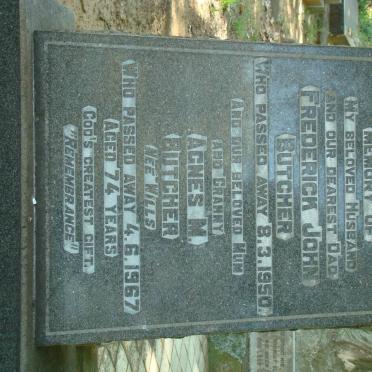 MEMORY OF
MY BELOVED HUSBAND
AND OUR DEAREST DAD
FREDERICK JOHN
BUTCHER
WHO PASSED AWAY 8.3.1950
AND OUR BELOVED MUM
AND GRANNY
AGNES M.
BUTCHER
(NEÉ MILLS
WHO PASSED AWAY 4.6.1967
AGED 74 YEARS
GOD'S GREATEST GIFT,
"REMEMBRANCE"